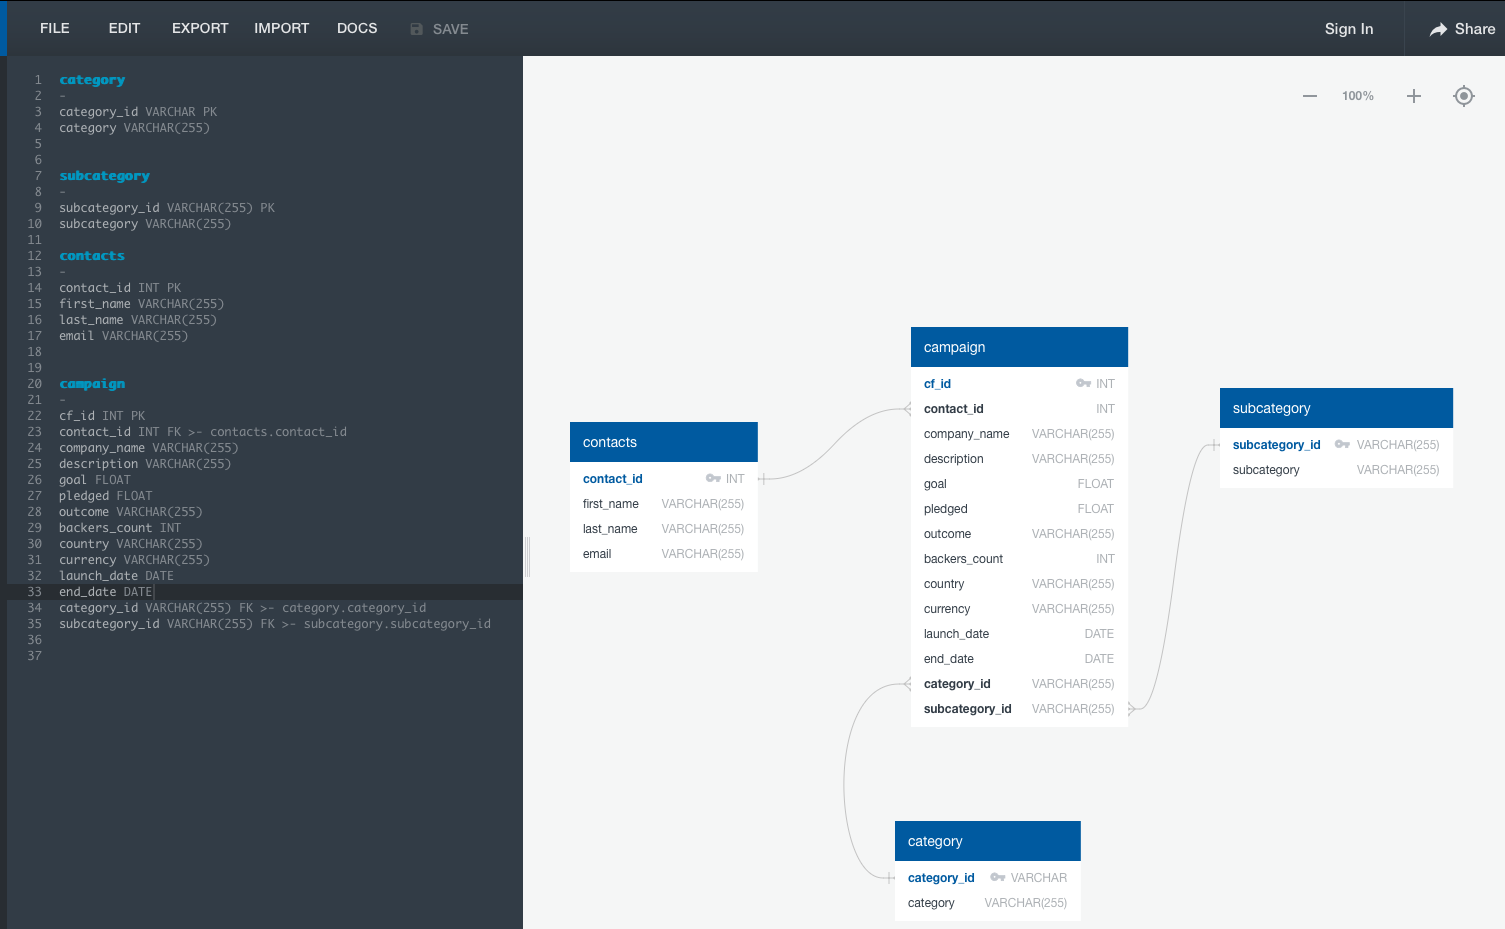 FILE EDIT EXPORT IMPORT DOCS SAVE Sign In Share
1 category
2 -
3 category_id VARCHAR PK
4 category VARCHAR(255)
5
6
7 subcategory
8 -
9 subcategory_id VARCHAR(255) PK
10 subcategory VARCHAR(255)
11
12 contacts
13 -
14 contact_id INT PK
15 first_name VARCHAR(255)
16 last_name VARCHAR(255)
17 email VARCHAR(255)
18
19
20 campaign
21 -
22 cf_id INT PK
23 contact_id INT FK >- contacts.contact_id
24 company_name VARCHAR(255)
25 description VARCHAR(255)
26 goal FLOAT
27 pledged FLOAT
28 outcome VARCHAR(255)
29 backers_count INT
30 country VARCHAR(255)
31 currency VARCHAR(255)
32 launch_date DATE
33 end_date DATE
34 category_id VARCHAR(255) FK >- category.category_id
35 subcategory_id VARCHAR(255) FK >- subcategory.subcategory_id
36
37
100%
contacts
contact_id INT
first_name VARCHAR(255)
last_name VARCHAR(255)
email VARCHAR(255)
campaign
cf_id INT
contact_id INT
company_name VARCHAR(255)
description VARCHAR(255)
goal FLOAT
pledged FLOAT
outcome VARCHAR(255)
backers_count INT
country VARCHAR(255)
currency VARCHAR(255)
launch_date DATE
end_date DATE
category_id VARCHAR(255)
subcategory_id VARCHAR(255)
subcategory
subcategory_id VARCHAR(255)
subcategory VARCHAR(255)
category
category_id VARCHAR
category VARCHAR(255)